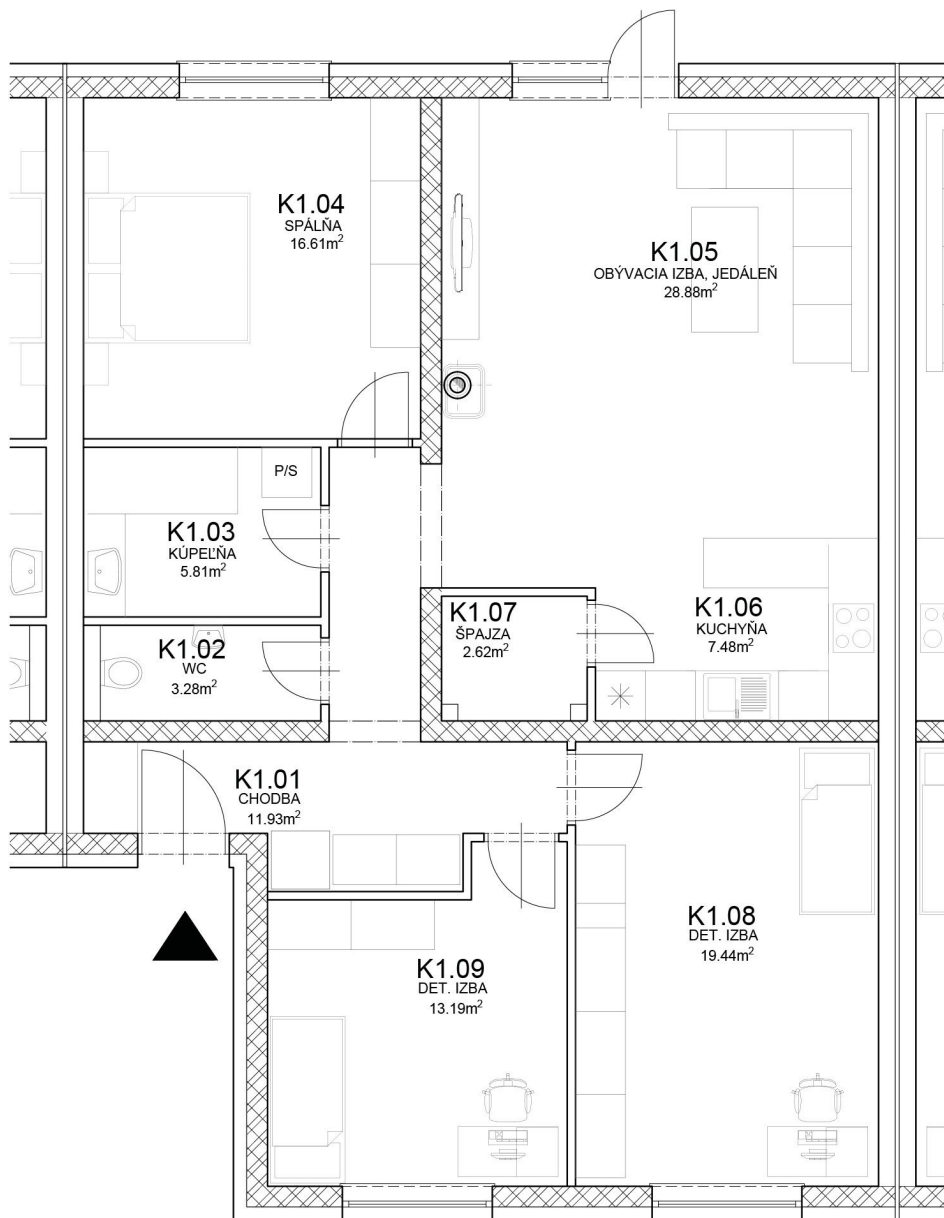 K1.04
SPÁLŇA
16.61m²
K1.05
OBÝVACIA IZBA, JEDÁLEŇ
28.88m²
P/S
K1.03
KÚPEĽŇA
5.81m²
K1.07
ŠPAJZA
2.62m²
K1.06
KUCHYŇA
7.48m²
K1.02
WC
3.28m²
K1.01
CHODBA
11.93m²
K1.08
DET. IZBA
19.44m²
K1.09
DET. IZBA
13.19m²